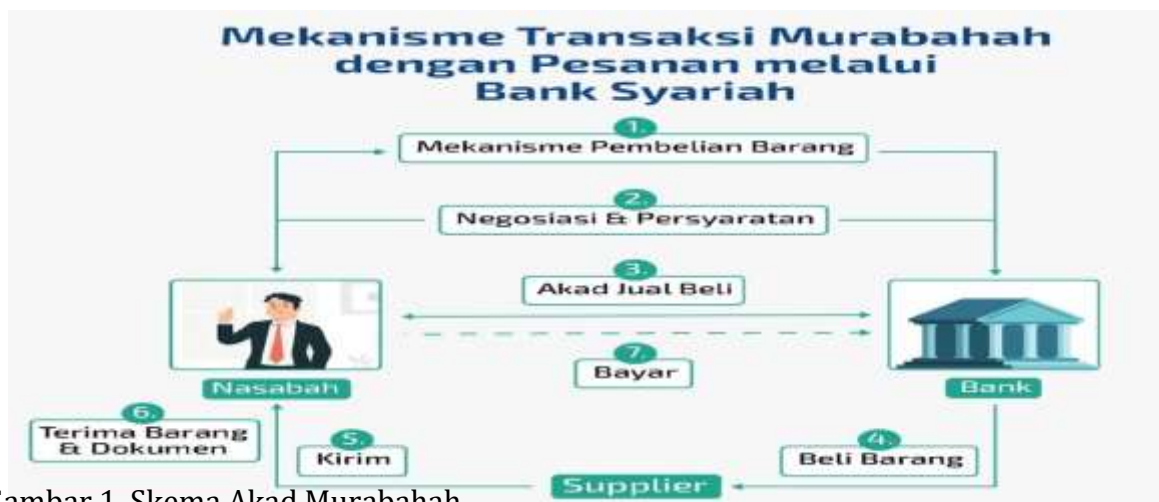 Mekanisme Transaksi Murabahah
dengan Pesanan melalui
Bank Syariah
1.
Mekanisme Pembelian Barang
2.
Negosiasi & Persyaratan
3.
Akad Jual Beli
7.
Bayar
Nasabah
Bank
6.
Terima Barang
& Dokumen
5.
Kirim
4.
Beli Barang
Supplier
Gambar 1. Skema Akad Murabahah